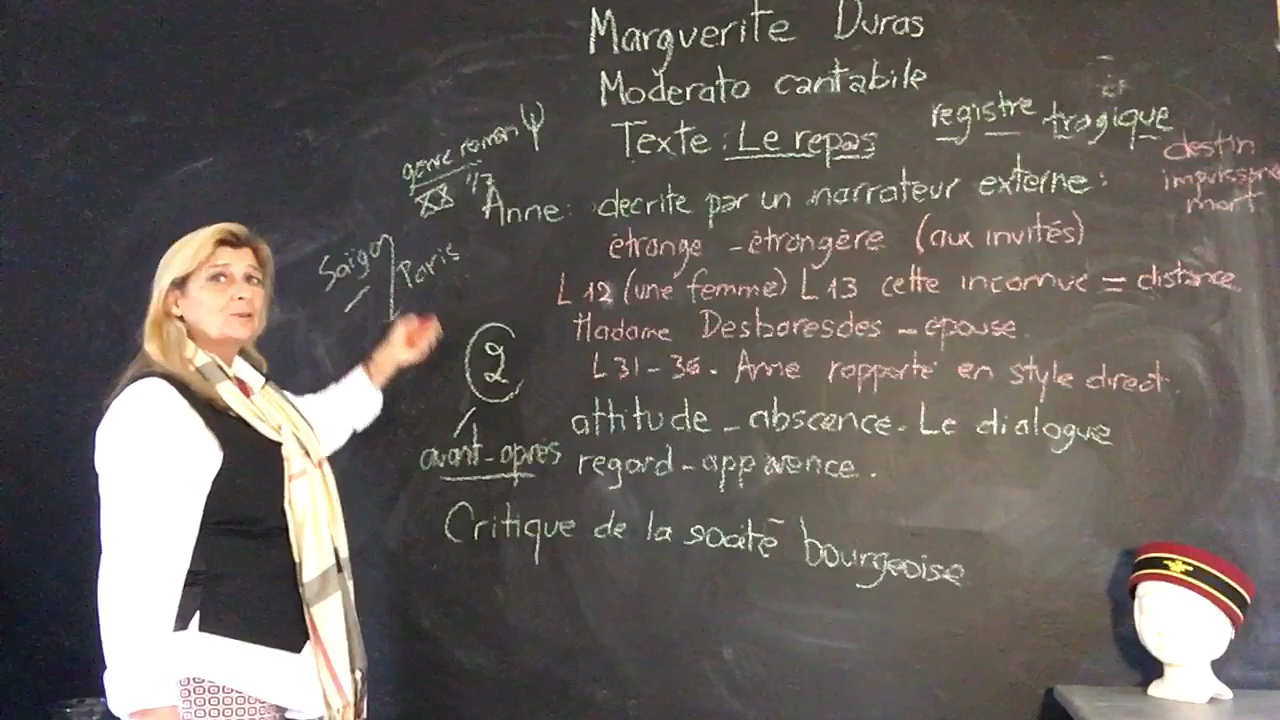 Marguerite Duras
Moderato cantabile
Texte : Le repas
registre tragique
destin
mort
genre roman Ψ
Anne : décrite par un narrateur externe :
étrange - étrangère (aux invités)
L 12 (une femme) L 13 cette inconnue = distance
Madame Desbaresdes - épouse
L 31 - 36. Anne rapporté en style direct
Saigo
Paris
2
avant - après
attitude - abscence. Le dialogue
regard - apparence.
Critique de la société bourgeoise